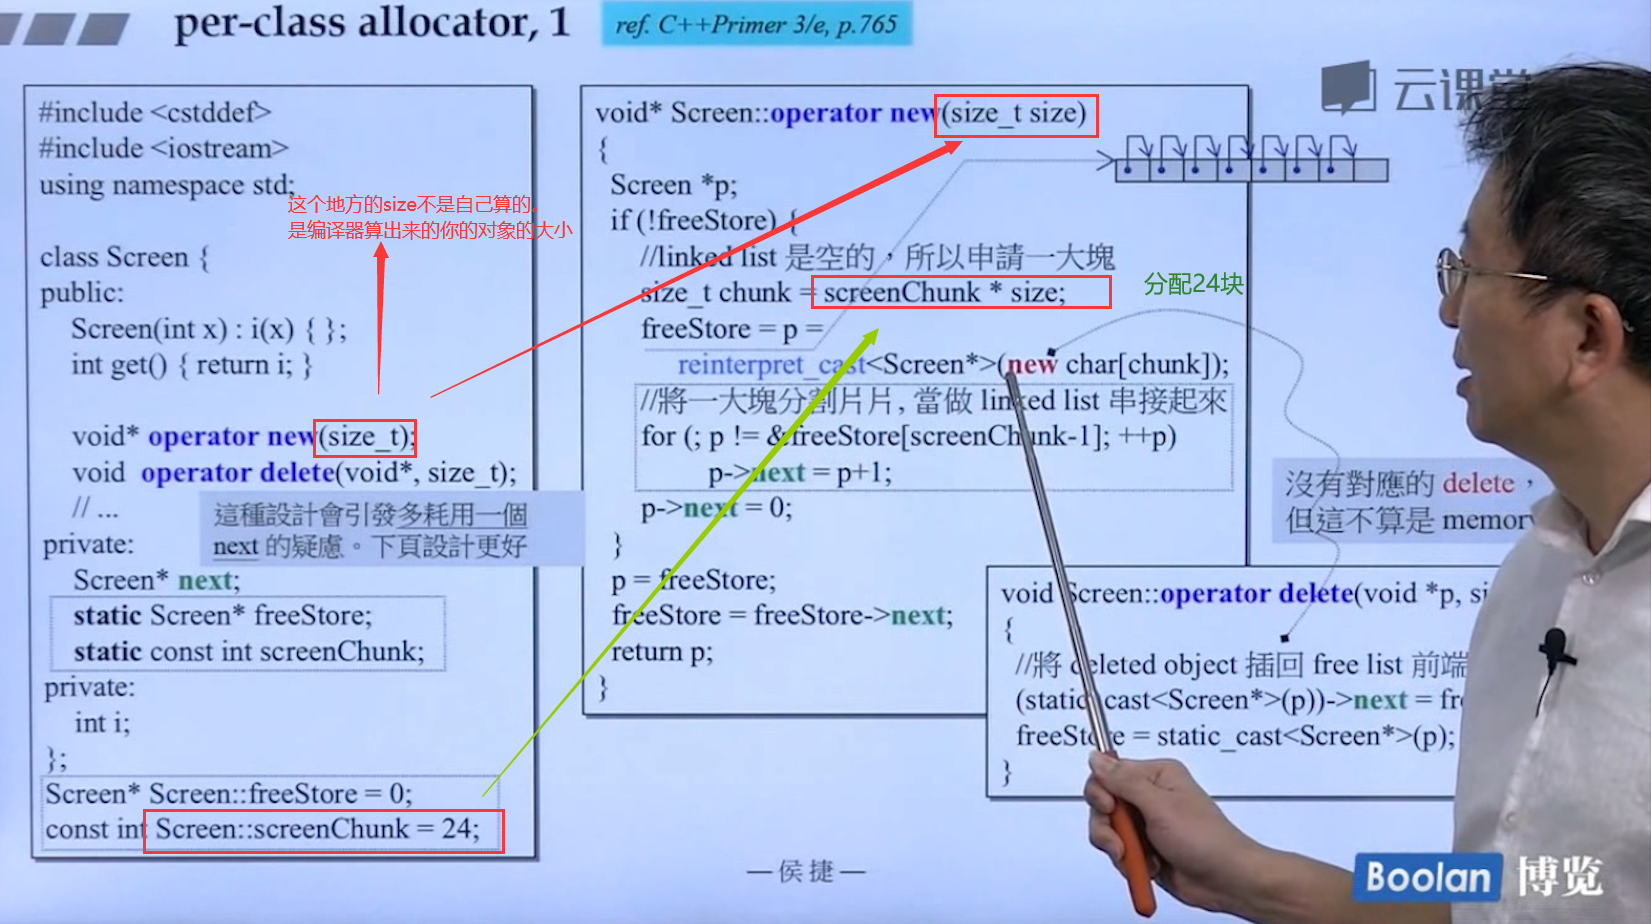 per-class allocator, 1
ref. C++Primer 3/e, p.765
云课堂
#include <cstddef>
#include <iostream>
using namespace std;
这个地方的size不是自己算的,
是编译器算出来的你的对象的大小
class Screen {
public:
Screen(int x) : i(x) { };
int get() { return i; }
void* operator new(size_t);
void operator delete(void*, size_t);
// ...
這種設計會引發多耗用一個
next 的疑慮。下頁設計更好
private:
Screen* next;
static Screen* freeStore;
static const int screenChunk;
private:
int i;
};
Screen* Screen::freeStore = 0;
const int Screen::screenChunk = 24;
void* Screen::operator new(size_t size)
{
Screen *p;
if (!freeStore) {
//linked list 是空的，所以申請一大塊
size_t chunk = screenChunk * size;
分配24块
freeStore = p =
reinterpret_cast<Screen*>(new char[chunk]);
//將一大塊分割片片, 當做 linked list 串接起來
for (; p != &freeStore[screenChunk-1]; ++p)
p->next = p+1;
p->next = 0;
}
p = freeStore;
freeStore = freeStore->next;
return p;
}
沒有對應的 delete，
但這不算是
void Screen::operator delete(void *p,
{
//將 deleted object 插回 free list 前端
(static_cast<Screen*>(p))->next =
freeStore = static_cast<Screen*>(p);
}
—侯捷—
Boolan 博览